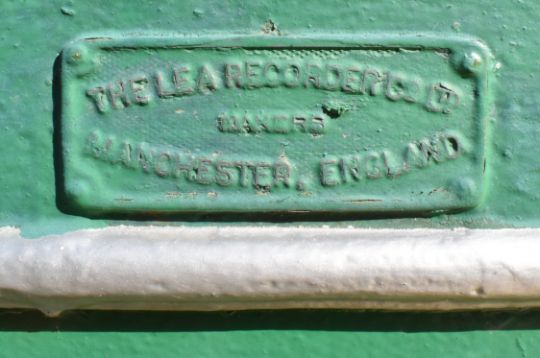 THE LEA RECORDER CO LTD
MAKERS
MANCHESTER, ENGLAND.